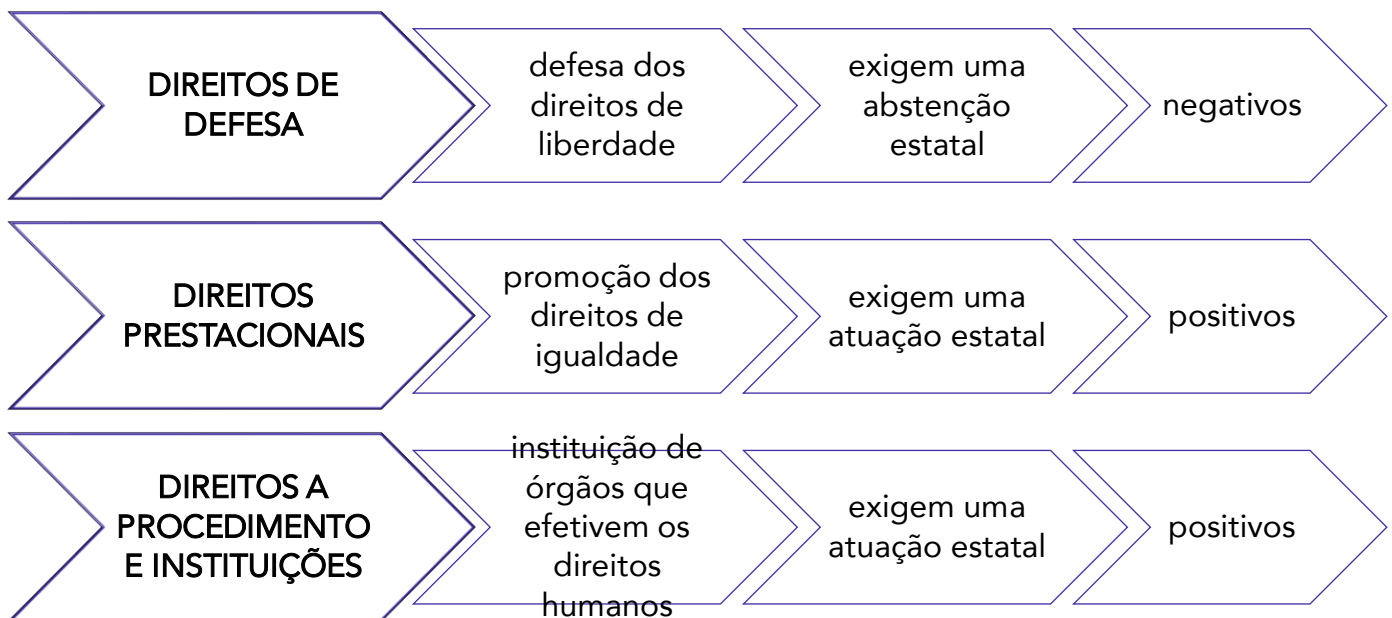 DIREITOS DE
DEFESA
defesa dos
direitos de
liberdade
exigem uma
abstenção
estatal
negativos
DIREITOS
PRESTACIONAIS
promoção dos
direitos de
igualdade
exigem uma
atuação estatal
positivos
DIREITOS A
PROCEDIMENTO
E INSTITUIÇÕES
instituição de
órgãos que
efetivem os
direitos
humanos
exigem uma
atuação estatal
positivos